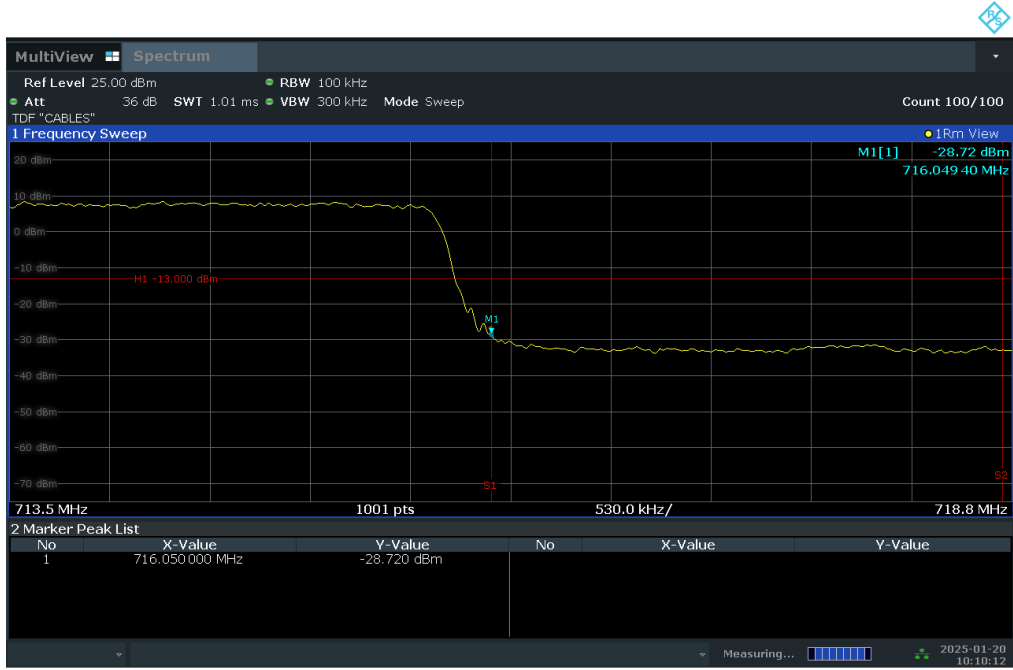 R&S
MultiView Spectrum
Ref Level 25.00 dBm RBW 100 kHz
Att 36 dB SWT 1.01 ms VBW 300 kHz Mode Sweep Count 100/100
TDF "CABLES"
1 Frequency Sweep 1Rm View
M1[1] -28.72 dBm
716.049 40 MHz
20 dBm
10 dBm
0 dBm
-10 dBm
H1 -13.000 dBm
-20 dBm
M1
-30 dBm
-40 dBm
-50 dBm
-60 dBm
-70 dBm
S1
S2
713.5 MHz 1001 pts 530.0 kHz/ 718.8 MHz
2 Marker Peak List
No X-Value Y-Value No X-Value Y-Value
1 716.050 000 MHz -28.720 dBm
Measuring... 2025-01-20
10:10:12